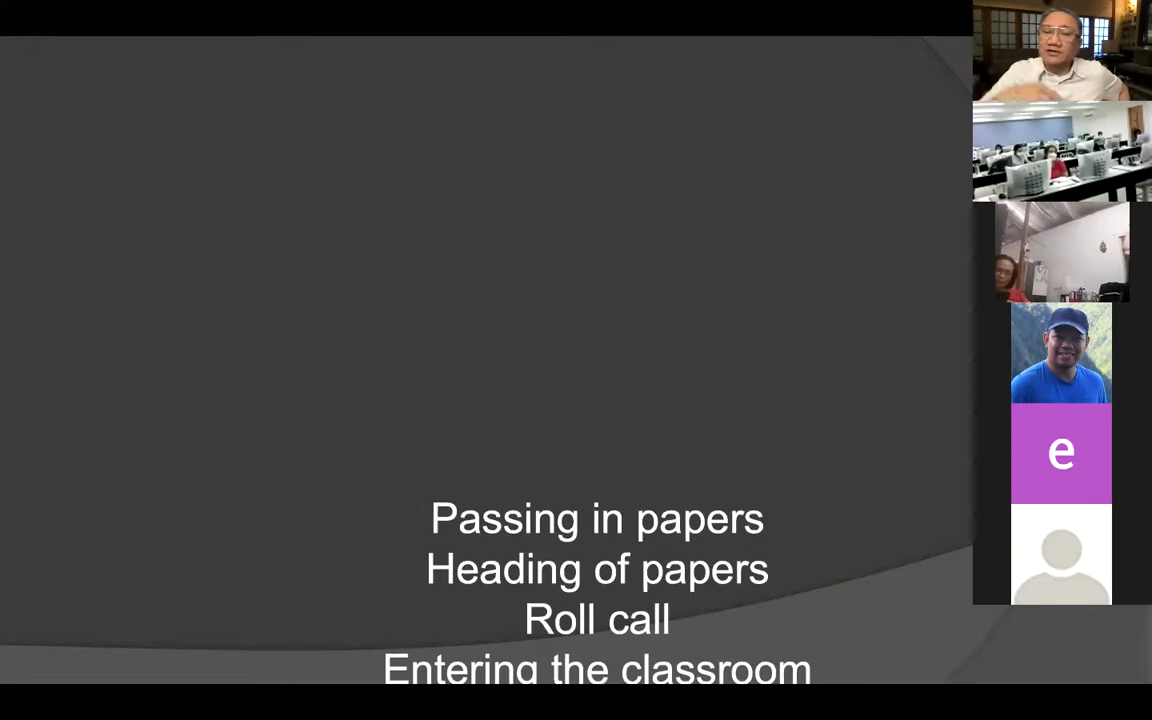 Passing in papers
Heading of papers
Roll call
Entering the classroom
e